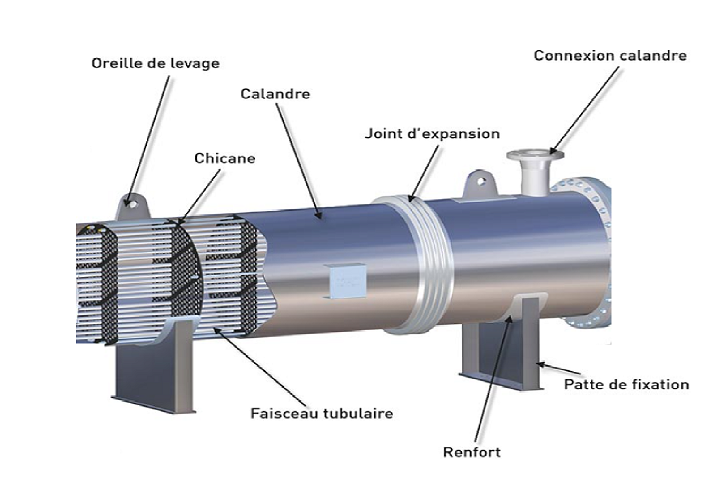 Connexion calandre
Oreille de levage
Calandre
Joint d'expansion
Chicane
Patte de fixation
Faisceau tubulaire
Renfort